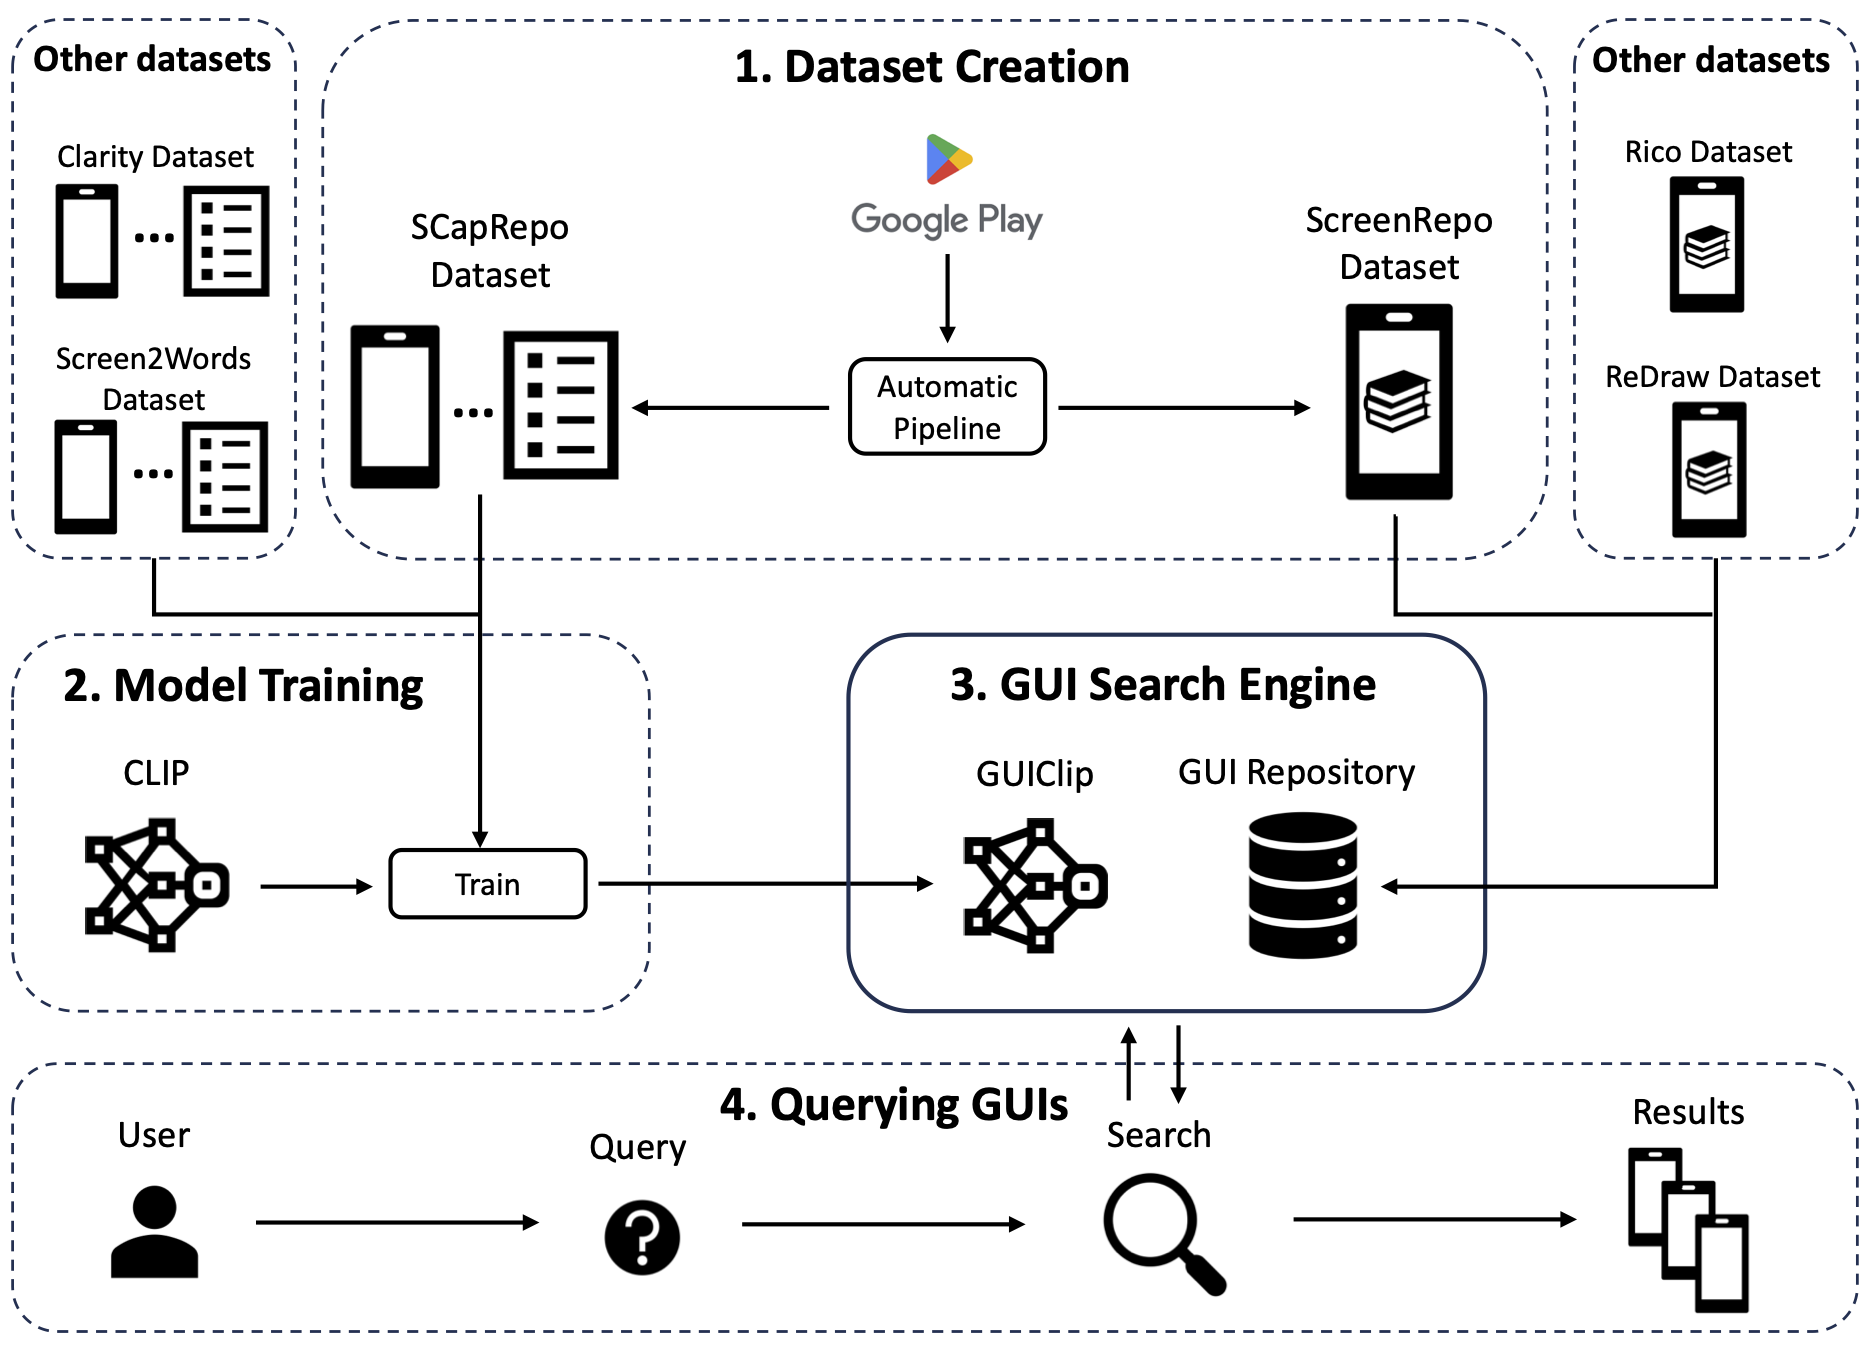 Other datasets
Clarity Dataset
Screen2Words
Dataset
1. Dataset Creation
Google Play
SCapRepo
Dataset
Automatic
Pipeline
ScreenRepo
Dataset
Other datasets
Rico Dataset
ReDraw Dataset
2. Model Training
CLIP
Train
3. GUI Search Engine
GUIClip
GUI Repository
4. Querying GUIs
User
Query
?
Search
Results